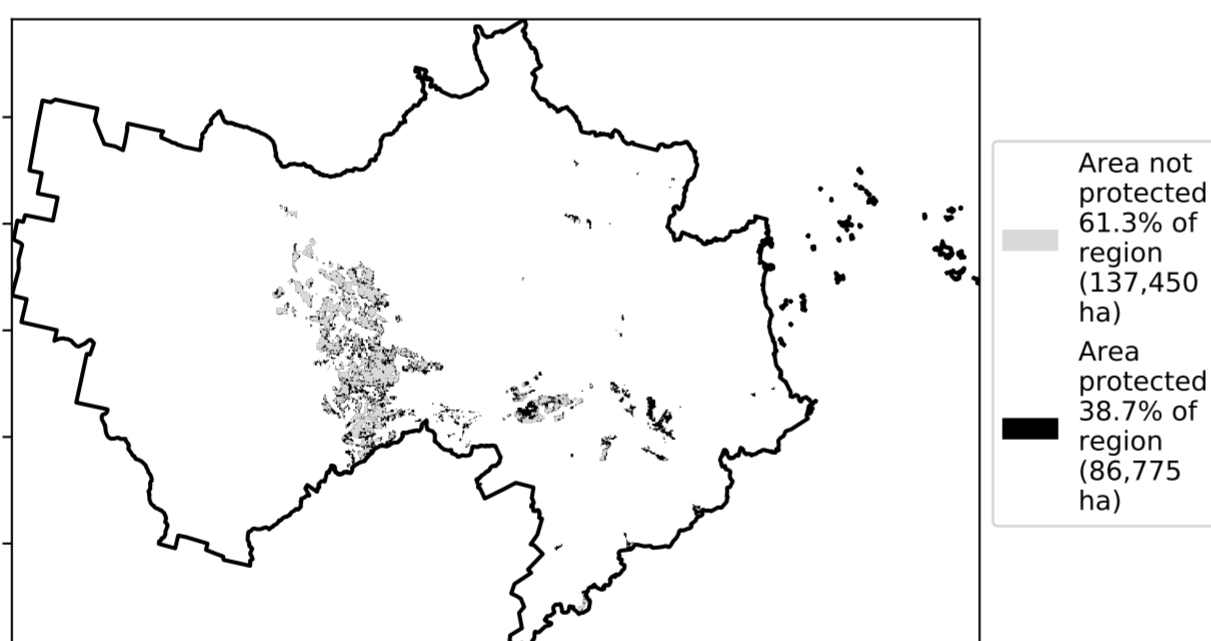 Area not
protected
61.3% of
region
(137,450
ha)
Area
protected
38.7% of
region
(86,775
ha)